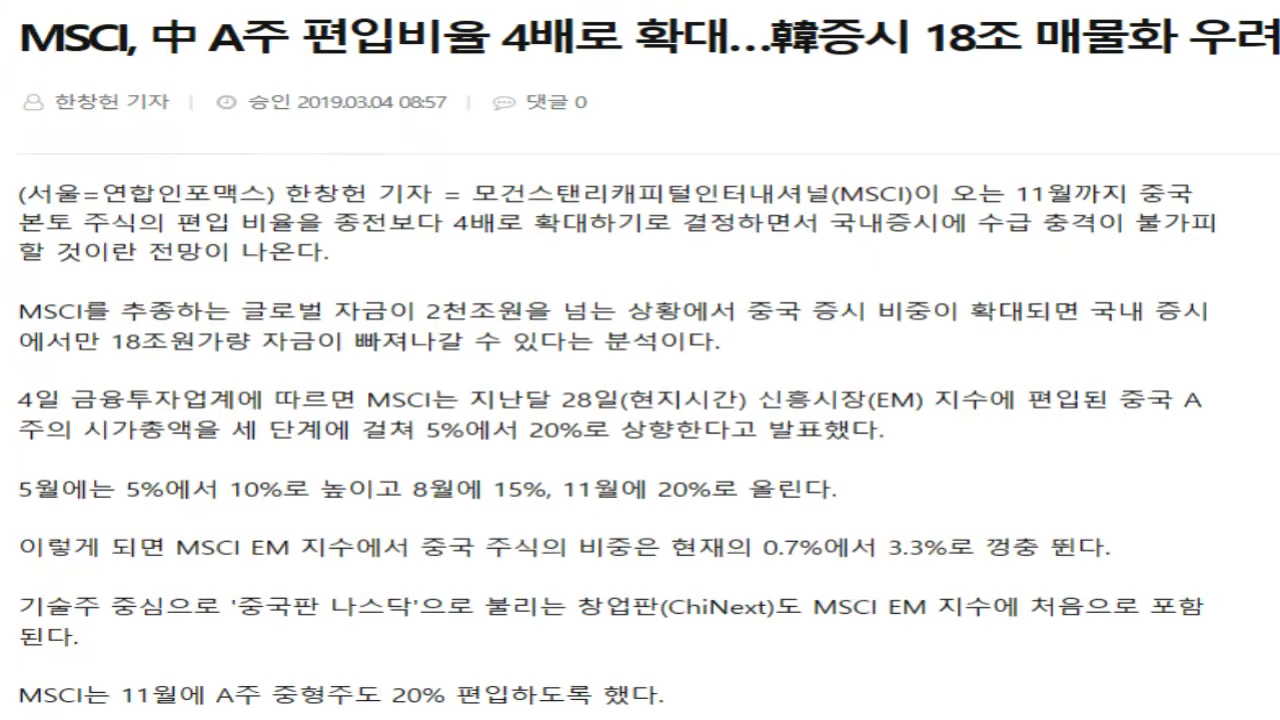 MSCI, 中 A주 편입비율 4배로 확대…韓증시 18조 매물화 우려
한창헌 기자 | 승인 2019.03.04 08:57 | 댓글 0
(서울=연합인포맥스) 한창헌 기자 = 모건스탠리캐피털인터내셔널(MSCI)이 오는 11월까지 중국
본토 주식의 편입 비율을 종전보다 4배로 확대하기로 결정하면서 국내증시에 수급 충격이 불가피
할 것이란 전망이 나온다.
MSCI를 추종하는 글로벌 자금이 2천조원을 넘는 상황에서 중국 증시 비중이 확대되면 국내 증시
에서만 18조원가량 자금이 빠져나갈 수 있다는 분석이다.
4일 금융투자업계에 따르면 MSCI는 지난달 28일(현지시간) 신흥시장(EM) 지수에 편입된 중국 A
주의 시가총액을 세 단계에 걸쳐 5%에서 20%로 상향한다고 발표했다.
5월에는 5%에서 10%로 높이고 8월에 15%, 11월에 20%로 올린다.
이렇게 되면 MSCI EM 지수에서 중국 주식의 비중은 현재의 0.7%에서 3.3%로 껑충 뛴다.
기술주 중심으로 '중국판 나스닥'으로 불리는 창업판(ChiNext)도 MSCI EM 지수에 처음으로 포함
된다.
MSCI는 11월에 A주 중형주도 20% 편입하도록 했다.